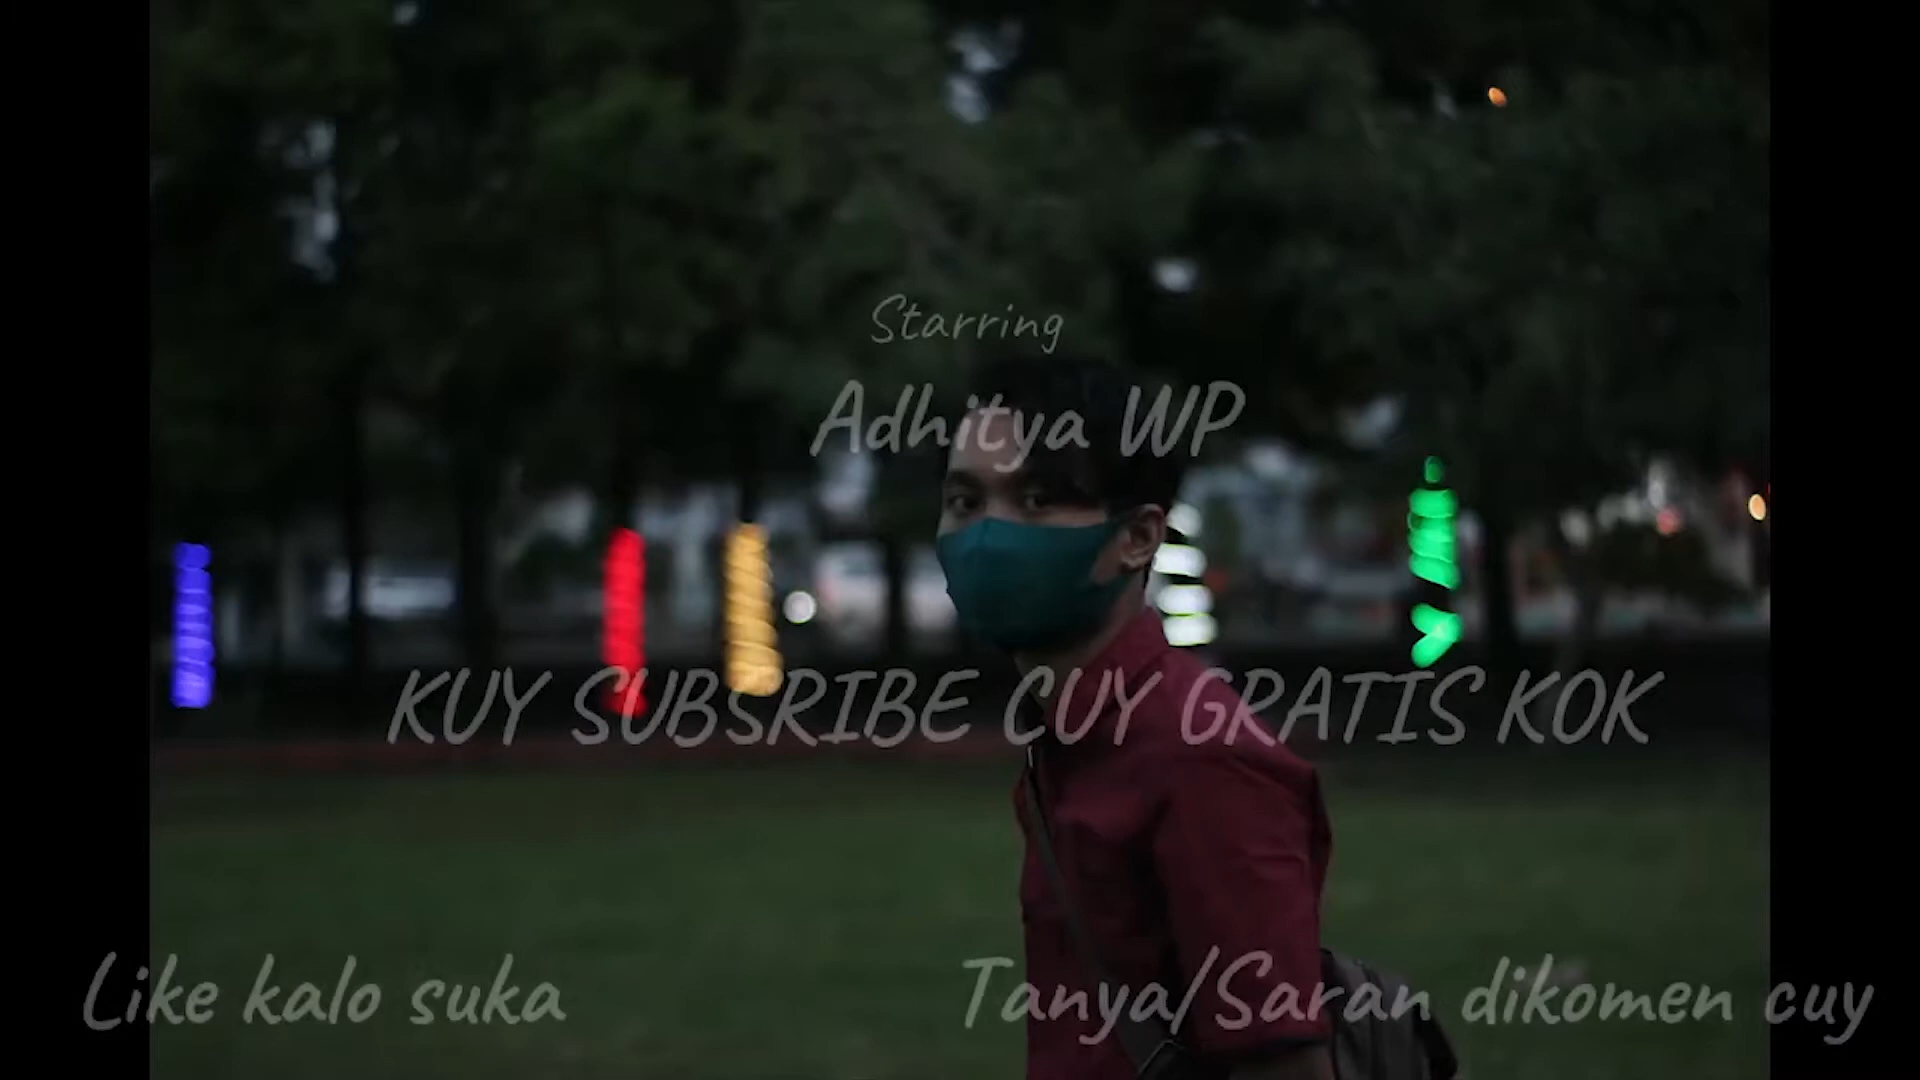 Starring
Adhitya WP
KUY SUBSRIBE CUY GRATIS KOK
Like kalo suka
Tanya/Saran dikomen cuy